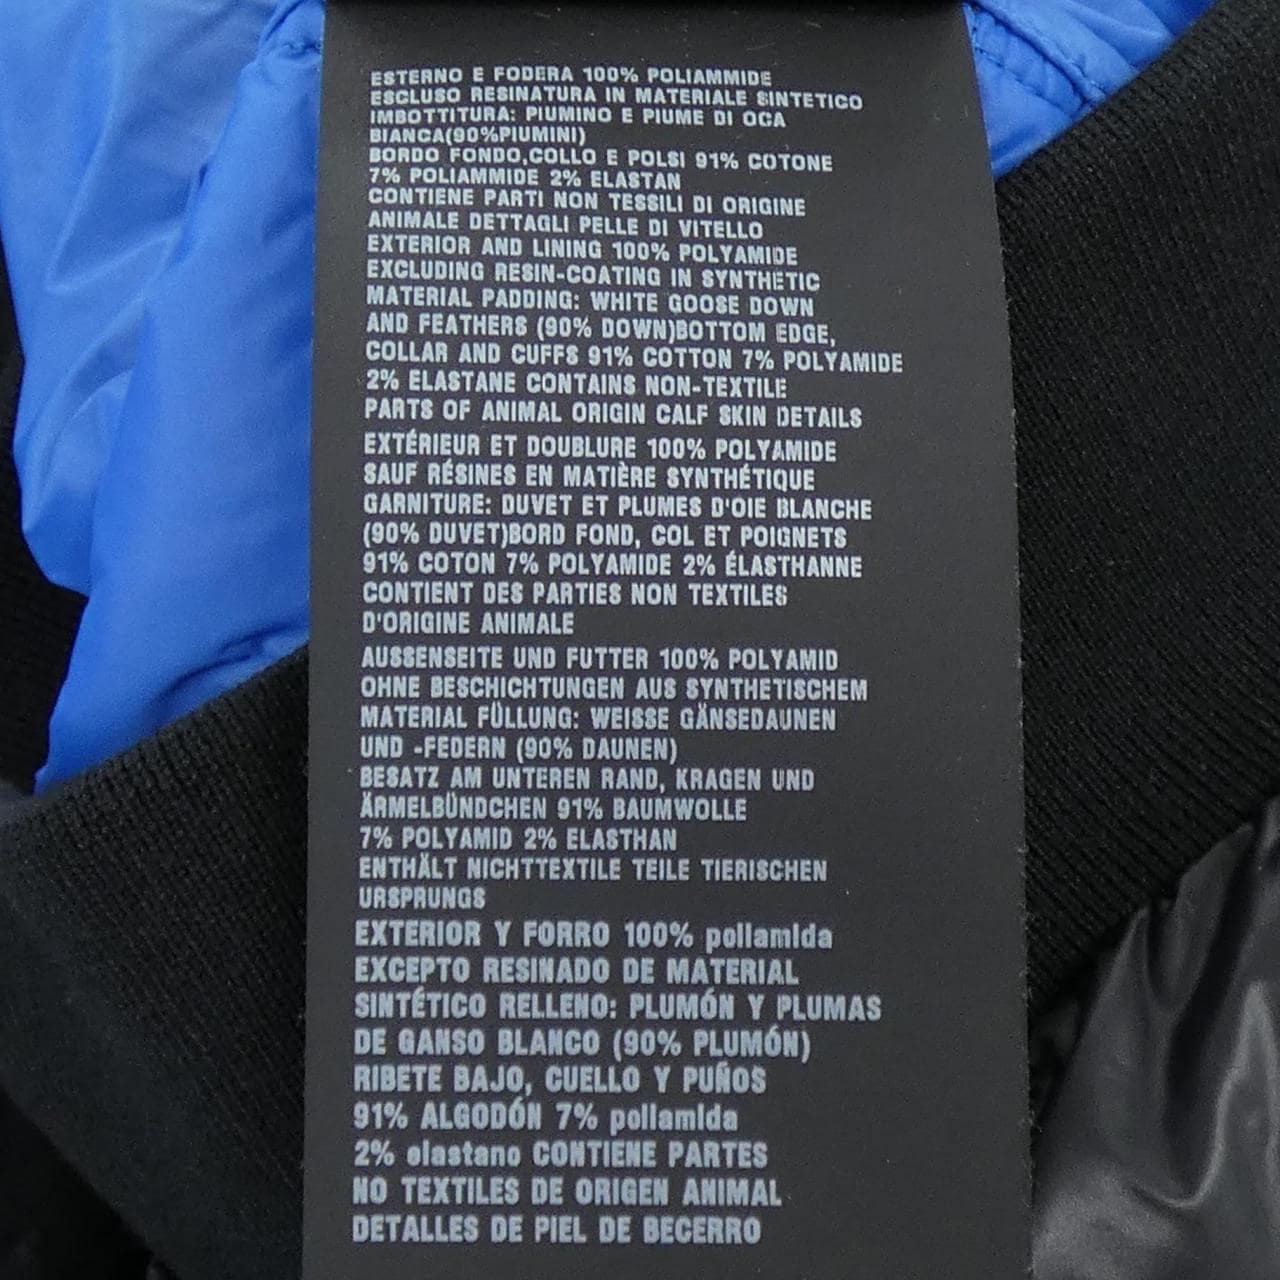 ESTERNO E FODERA 100% POLIAMMIDE
ESCLUSO RESINATURA IN MATERIALE SINTETICO
IMBOTTITURA: PIUMINO E PIUME DI OCA
BIANCA(90%PIUMINI)
BORDO FONDO,COLLO E POLSI 91% COTONE
7% POLIAMMIDE 2% ELASTAN
CONTIENE PARTI NON TESSILI DI ORIGINE
ANIMALE DETTAGLI PELLE DI VITELLO
EXTERIOR AND LINING 100% POLYAMIDE
EXCLUDING RESIN-COATING IN SYNTHETIC
MATERIAL PADDING: WHITE GOOSE DOWN
AND FEATHERS (90% DOWN)BOTTOM EDGE,
COLLAR AND CUFFS 91% COTTON 7% POLYAMIDE
2% ELASTANE CONTAINS NON-TEXTILE
PARTS OF ANIMAL ORIGIN CALF SKIN DETAILS
EXTÉRIEUR ET DOUBLURE 100% POLYAMIDE
SAUF RÉSINES EN MATIÈRE SYNTHÉTIQUE
GARNITURE: DUVET ET PLUMES D'OIE BLANCHE
(90% DUVET)BORD FOND, COL ET POIGNETS
91% COTON 7% POLYAMIDE 2% ÉLASTHANNE
CONTIENT DES PARTIES NON TEXTILES
D'ORIGINE ANIMALE
AUSSENSEITE UND FUTTER 100% POLYAMID
OHNE BESCHICHTUNGEN AUS SYNTHETISCHEM
MATERIAL FÜLLUNG: WEISSE GÄNSEDAUNEN
UND -FEDERN (90% DAUNEN)
BESATZ AM UNTEREN RAND, KRAGEN UND
ÄRMELBÜNDCHEN 91% BAUMWOLLE
7% POLYAMID 2% ELASTHAN
ENTHÄLT NICHTTEXTILE TEILE TIERISCHEN
URSPRUNGS
EXTERIOR Y FORRO 100% poliamida
EXCEPTO RESINADO DE MATERIAL
SINTÉTICO RELLENO: PLUMÓN Y PLUMAS
DE GANSO BLANCO (90% PLUMÓN)
RIBETE BAJO, CUELLO Y PUÑOS
91% ALGODÓN 7% poliamida
2% elastano CONTIENE PARTES
NO TEXTILES DE ORIGEN ANIMAL
DETALLES DE PIEL DE BECERRO